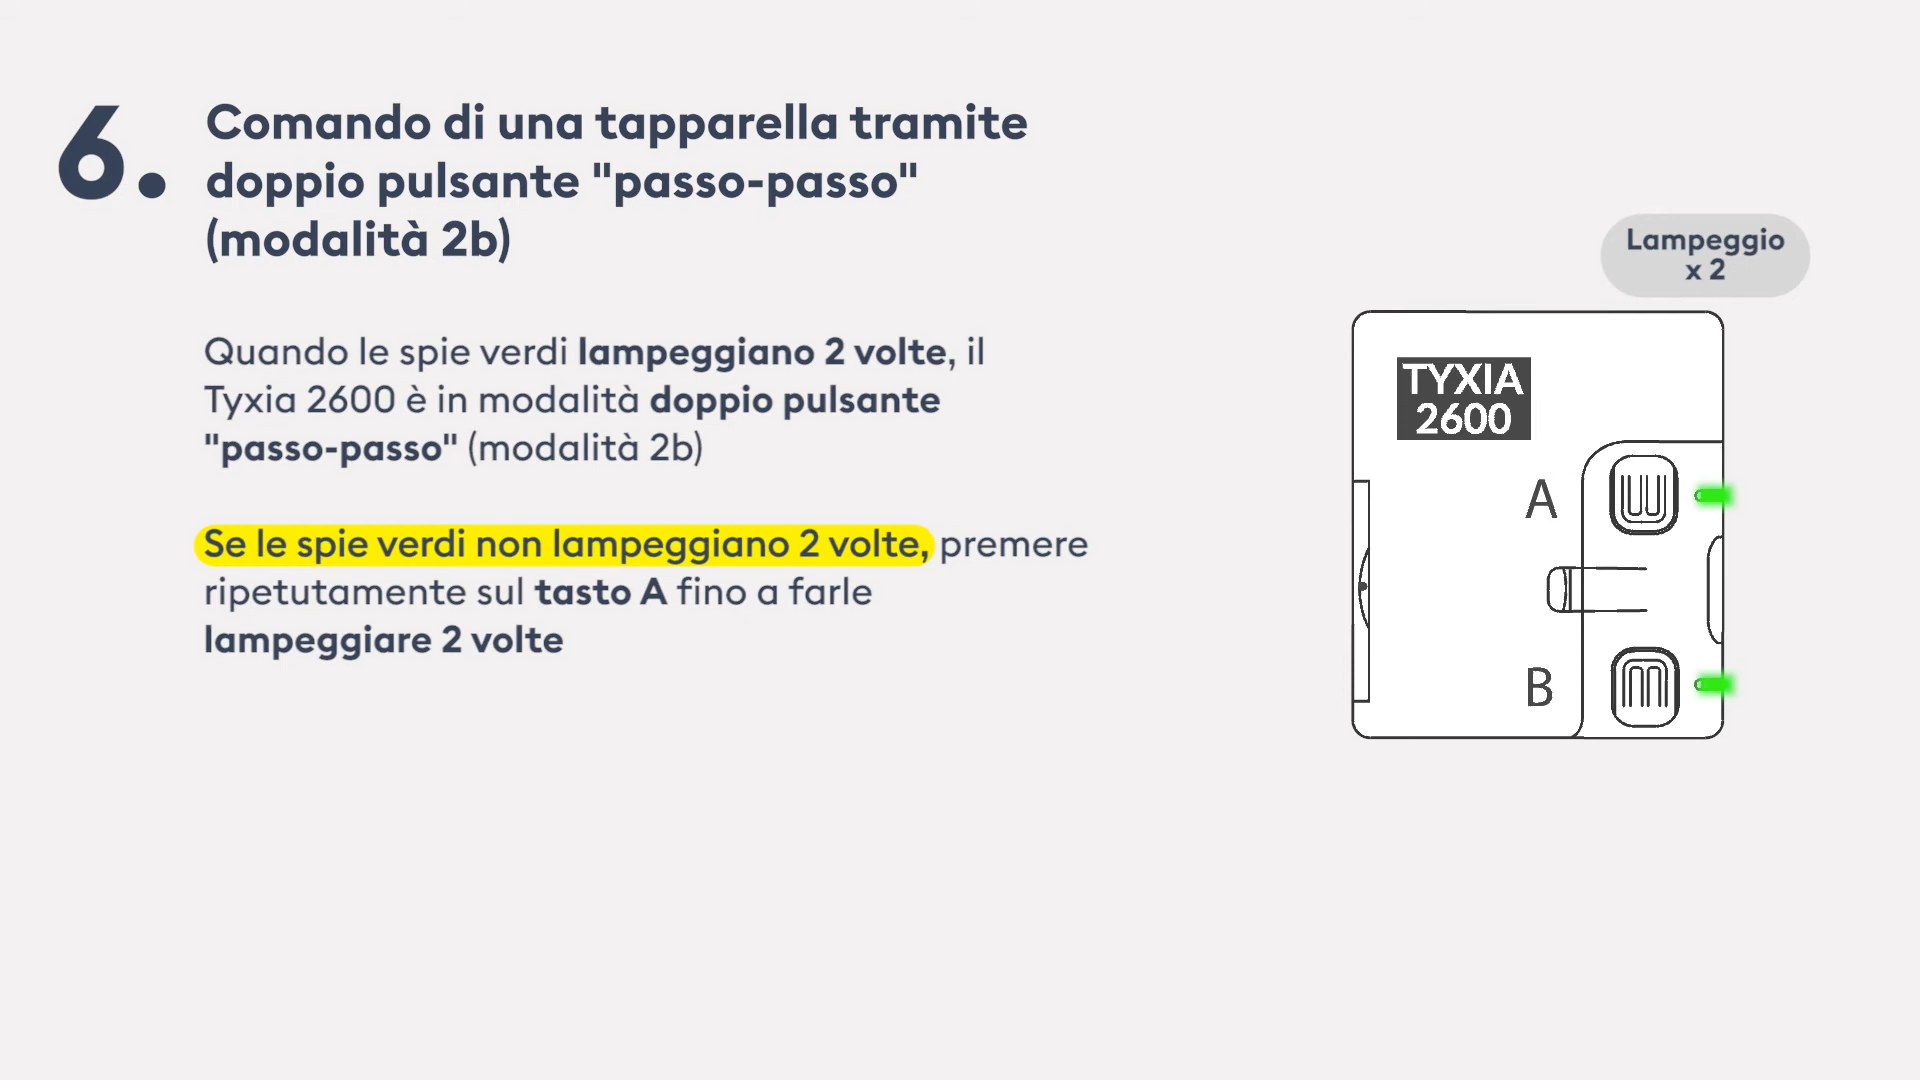 6.
Comando di una tapparella tramite
doppio pulsante "passo-passo"
(modalità 2b)
Quando le spie verdi lampeggiano 2 volte, il
Tyxia 2600 è in modalità doppio pulsante
"passo-passo" (modalità 2b)
Se le spie verdi non lampeggiano 2 volte, premere
ripetutamente sul tasto A fino a farle
lampeggiare 2 volte
Lampeggio
x 2
TYXIA
2600
A
B